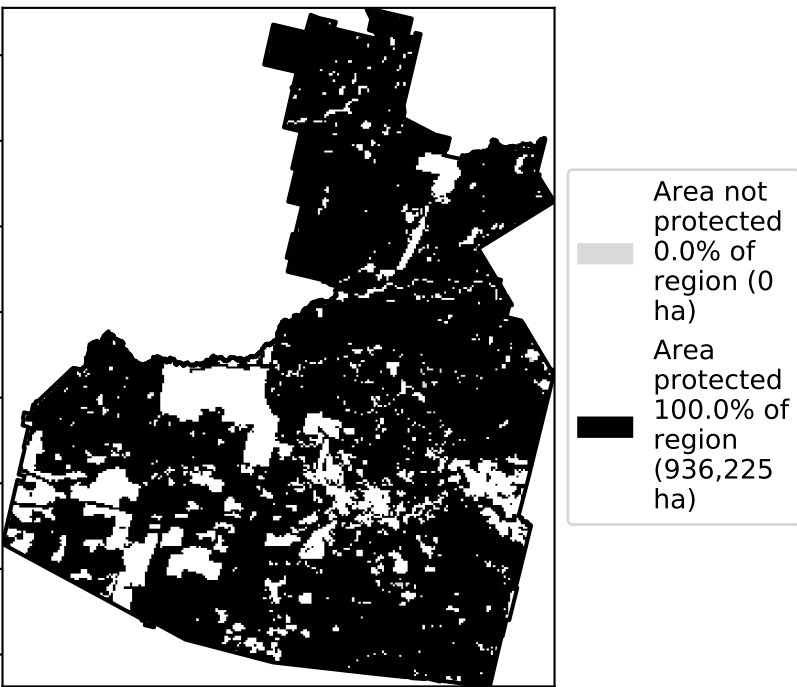 Area not
protected
0.0% of
region (0
ha)
Area
protected
100.0% of
region
(936,225
ha)